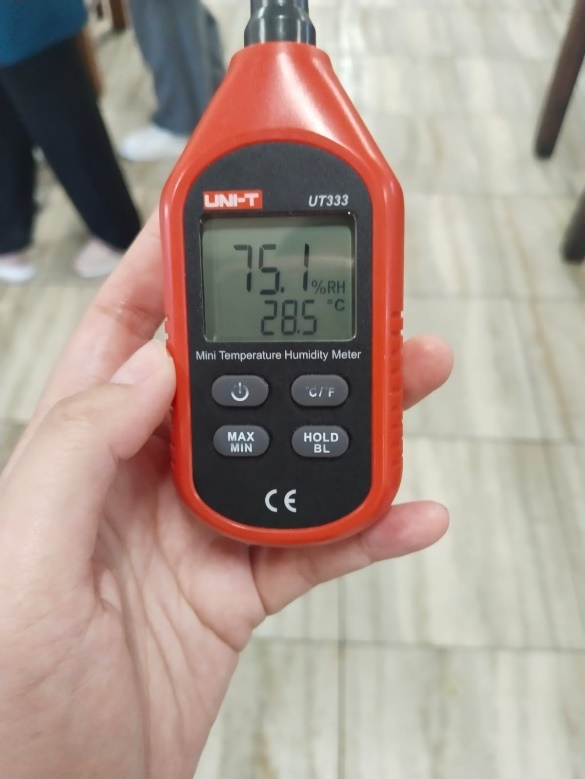 UNI-T UT333
75.1 %RH
28.5 °C
Mini Temperature Humidity Meter
°C/°F
MAX MIN
HOLD BL
CE